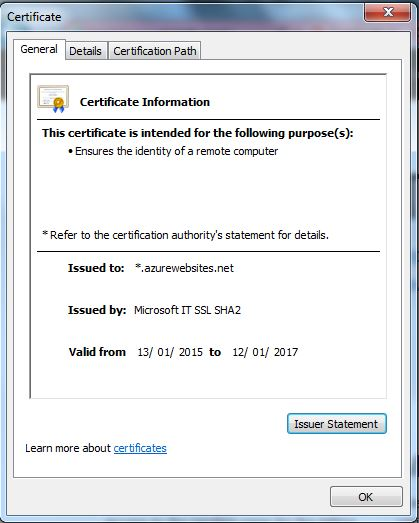 Certificate
General Details Certification Path
Certificate Information
This certificate is intended for the following purpose(s):
• Ensures the identity of a remote computer
* Refer to the certification authority's statement for details.
Issued to: *.azurewebsites.net
Issued by: Microsoft IT SSL SHA2
Valid from 13/ 01/ 2015 to 12/ 01/ 2017
Issuer Statement
Learn more about certificates
OK